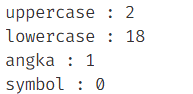 uppercase : 2
lowercase : 18
angka : 1
symbol : 0